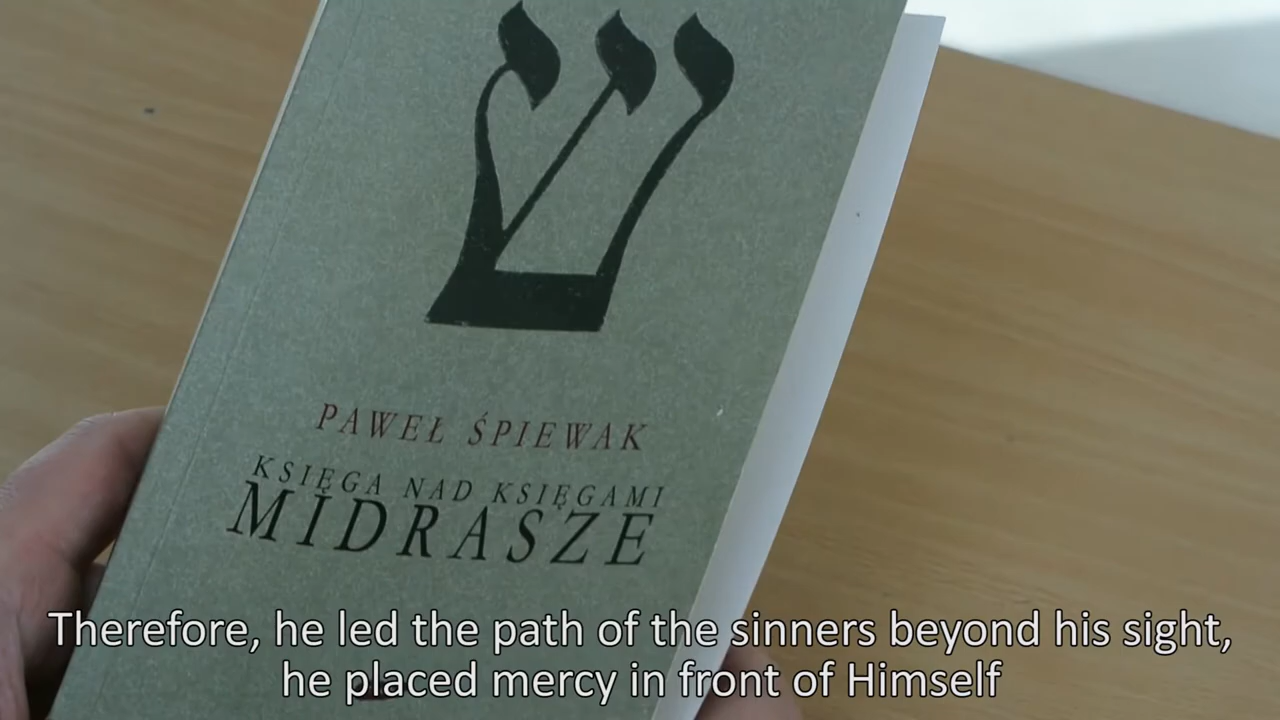 ש
PAWEŁ ŚPIEWAK
KSIĘGA NAD KSIĘGAMI
MIDRASZE
Therefore, he led the path of the sinners beyond his sight,
he placed mercy in front of Himself